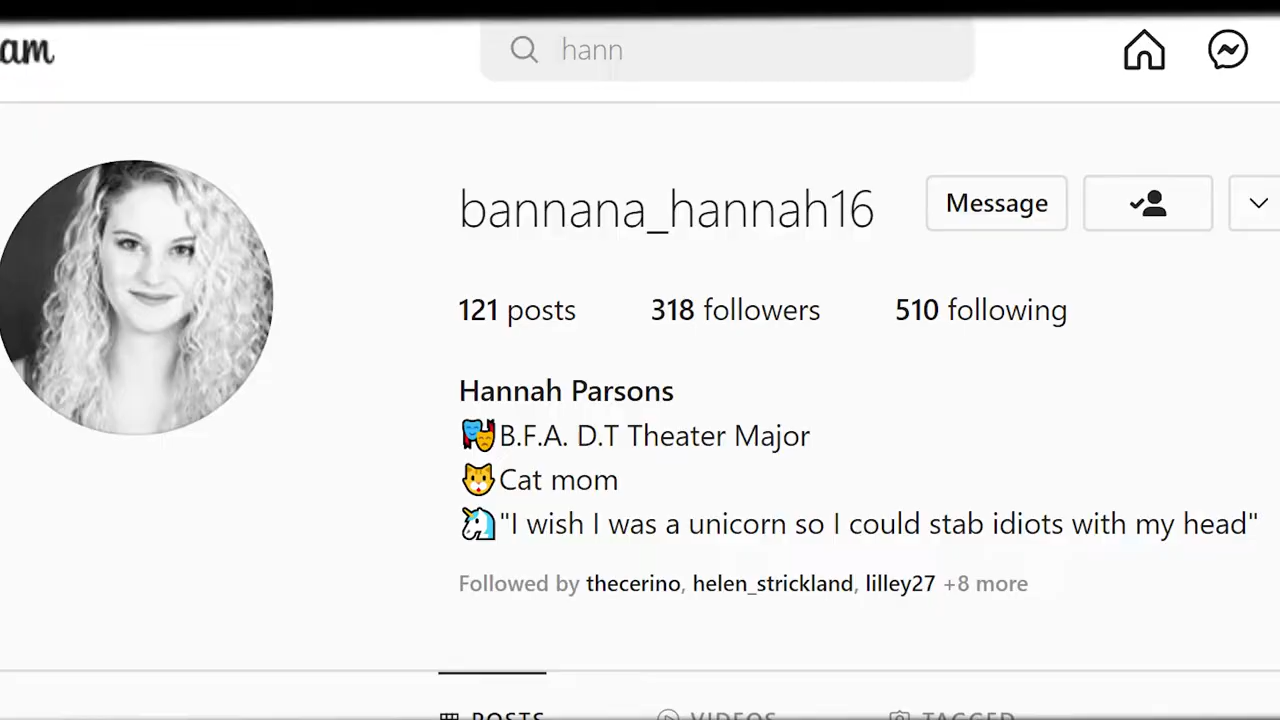 am
hann
bannana_hannah16
Message
121 posts 318 followers 510 following
Hannah Parsons
B.F.A. D.T Theater Major
Cat mom
"I wish I was a unicorn so I could stab idiots with my head"
Followed by thecerino, helen_strickland, lilley27 +8 more
POSTS VIDEOS TAGGED